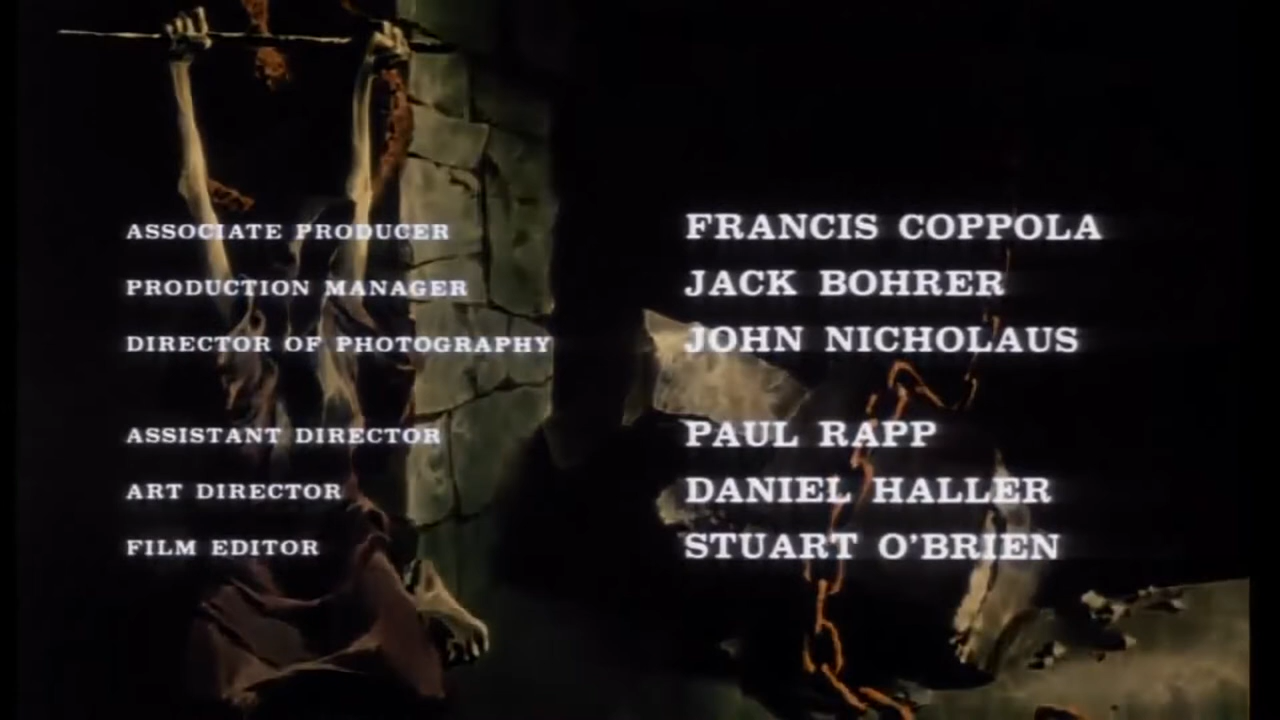 ASSOCIATE PRODUCER FRANCIS COPPOLA
PRODUCTION MANAGER JACK BOHRER
DIRECTOR OF PHOTOGRAPHY JOHN NICHOLAUS
ASSISTANT DIRECTOR PAUL RAPP
ART DIRECTOR DANIEL HALLER
FILM EDITOR STUART O'BRIEN